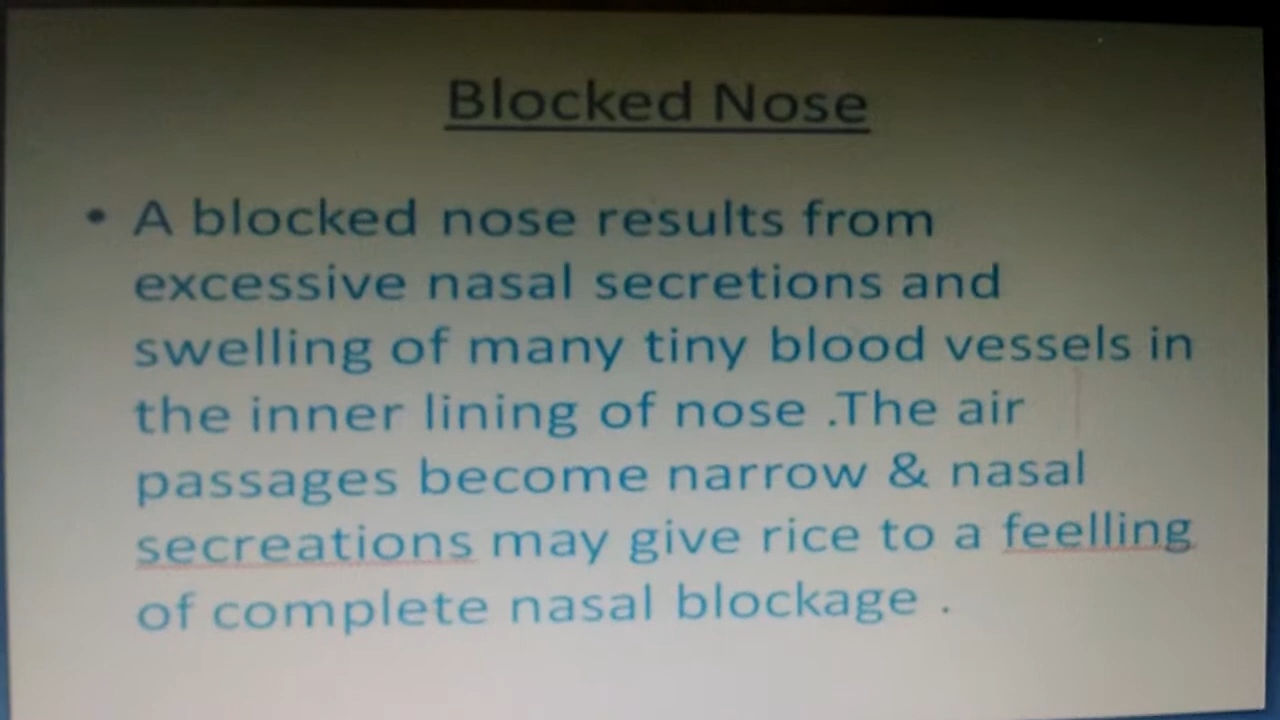 Blocked Nose
• A blocked nose results from
excessive nasal secretions and
swelling of many tiny blood vessels in
the inner lining of nose .The air
passages become narrow & nasal
secreations may give rice to a feelling
of complete nasal blockage .